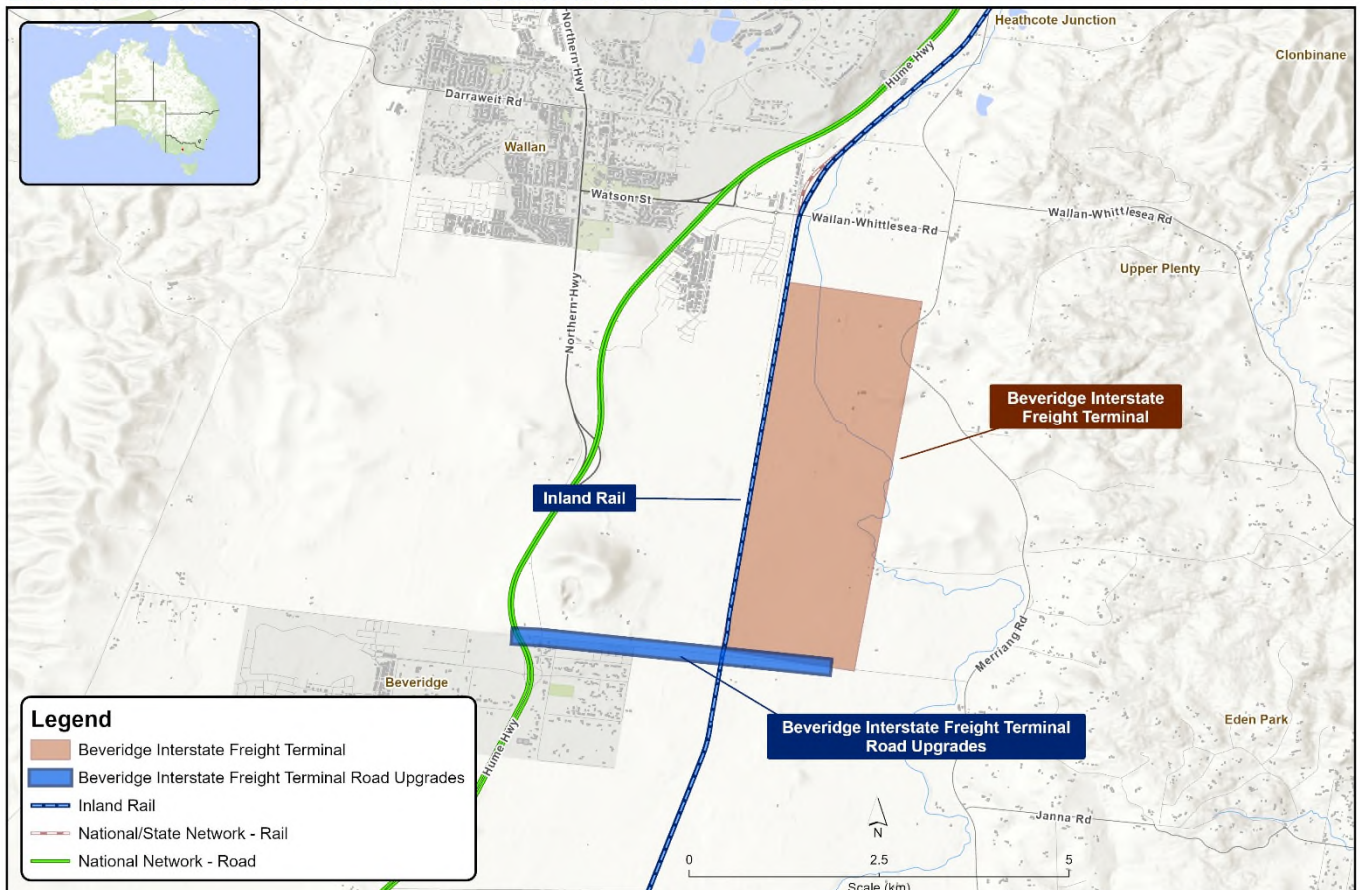 Heathcote Junction
Clonbinane
Northern Hwy
Hume Hwy
Darraweit Rd
Wallan
Watson St
Wallan-Whittlesea Rd
Wallan-Whittlesea Rd
Upper Plenty
Northern Hwy
Beveridge Interstate
Freight Terminal
Inland Rail
Merriang Rd
Beveridge
Hume Hwy
Beveridge Interstate Freight Terminal
Road Upgrades
Eden Park
Janna Rd
Legend
Beveridge Interstate Freight Terminal
Beveridge Interstate Freight Terminal Road Upgrades
Inland Rail
National/State Network - Rail
National Network - Road
N
0 2.5 5
Scale (km)